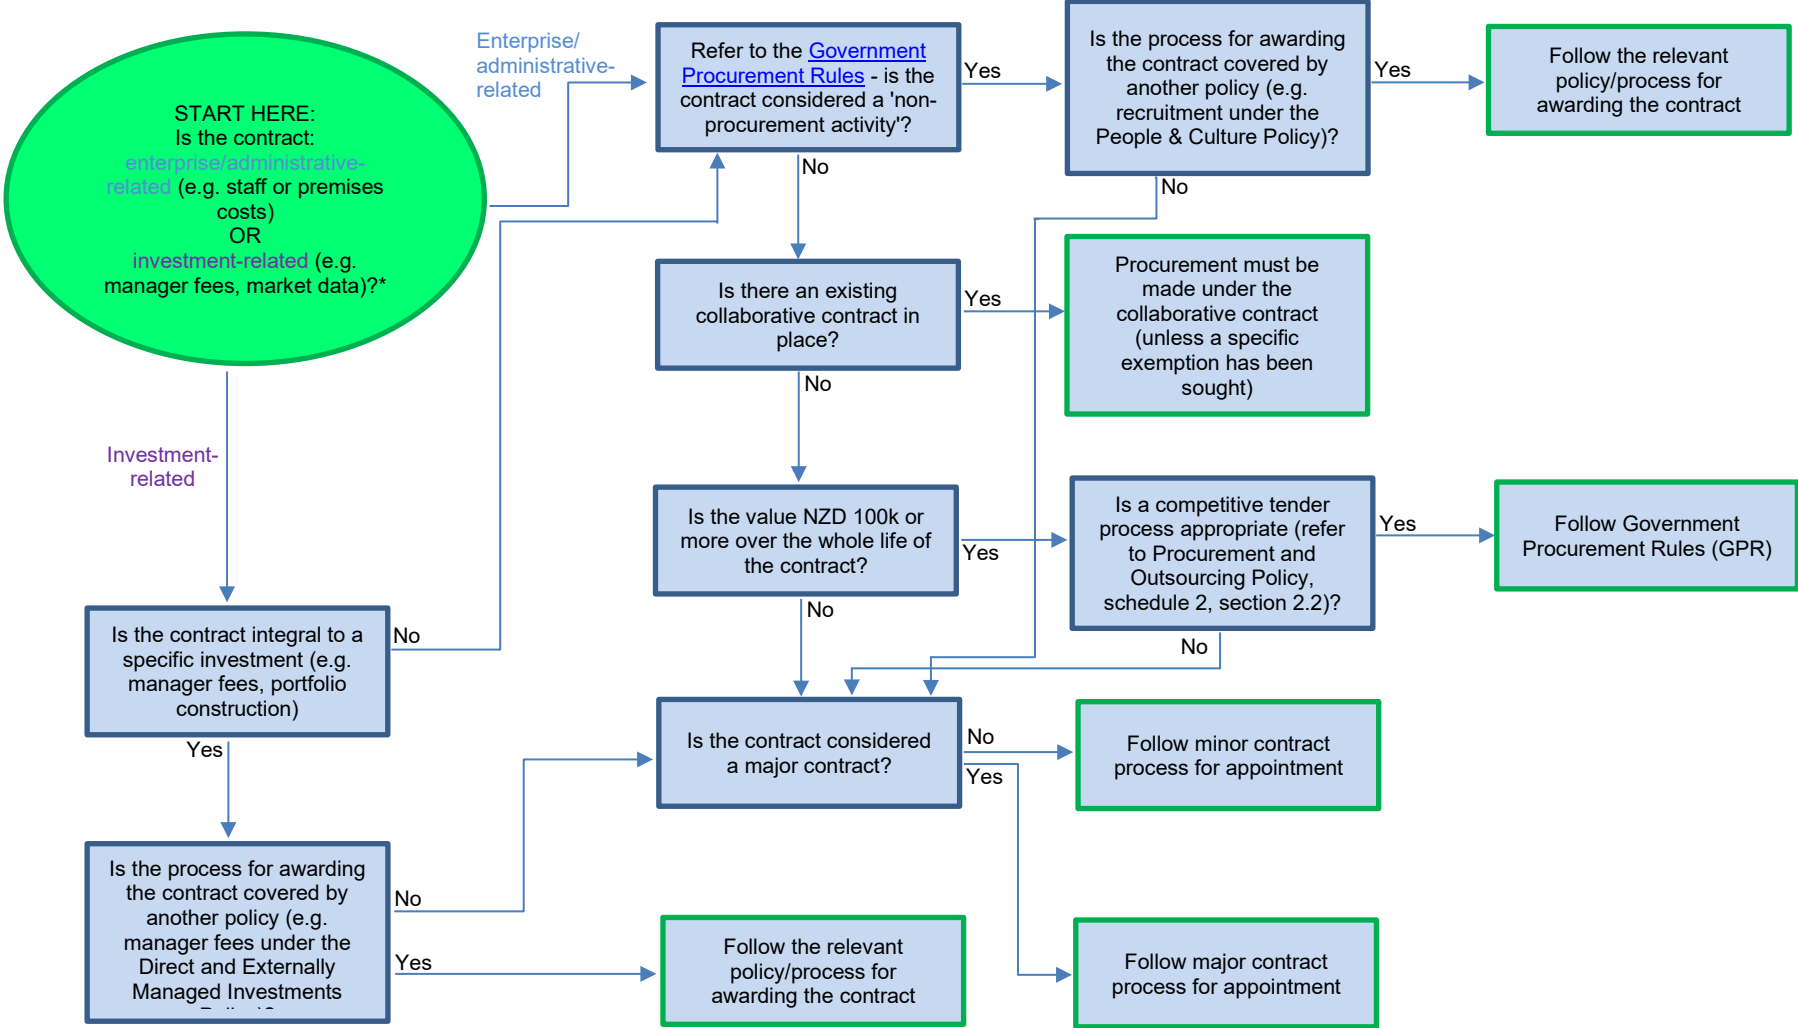 START HERE:
Is the contract:
enterprise/administrative-
related (e.g. staff or premises
costs)
OR
investment-related (e.g.
manager fees, market data)?*
Enterprise/
administrative-
related
Refer to the Government
Procurement Rules - is the
contract considered a 'non-
procurement activity'?
Yes
Is the process for awarding
the contract covered by
another policy (e.g.
recruitment under the
People & Culture Policy)?
Yes
Follow the relevant
policy/process for
awarding the contract
No
No
Is there an existing
collaborative contract in
place?
Yes
Procurement must be
made under the
collaborative contract
(unless a specific
exemption has been
sought)
No
Investment-
related
Is the value NZD 100k or
more over the whole life of
the contract?
Yes
Is a competitive tender
process appropriate (refer
to Procurement and
Outsourcing Policy,
schedule 2, section 2.2)?
Yes
Follow Government
Procurement Rules (GPR)
No
No
Is the contract integral to a
specific investment (e.g.
manager fees, portfolio
construction)
No
Yes
Is the contract considered
a major contract?
No
Yes
Follow minor contract
process for appointment
Is the process for awarding
the contract covered by
another policy (e.g.
manager fees under the
Direct and Externally
Managed Investments
No
Yes
Follow the relevant
policy/process for
awarding the contract
Follow major contract
process for appointment